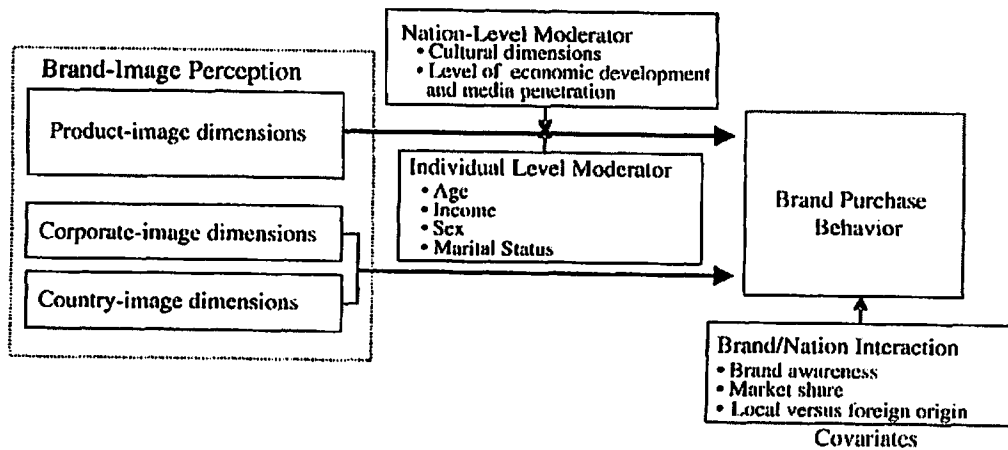 Nation-Level Moderator
• Cultural dimensions
• Level of economic development
and media penetration
Brand-Image Perception
Product-image dimensions
Individual Level Moderator
• Age
• Income
• Sex
• Marital Status
Corporate-image dimensions
Country-image dimensions
Brand Purchase
Behavior
Brand/Nation Interaction
• Brand awareness
• Market share
• Local versus foreign origin
Covariates